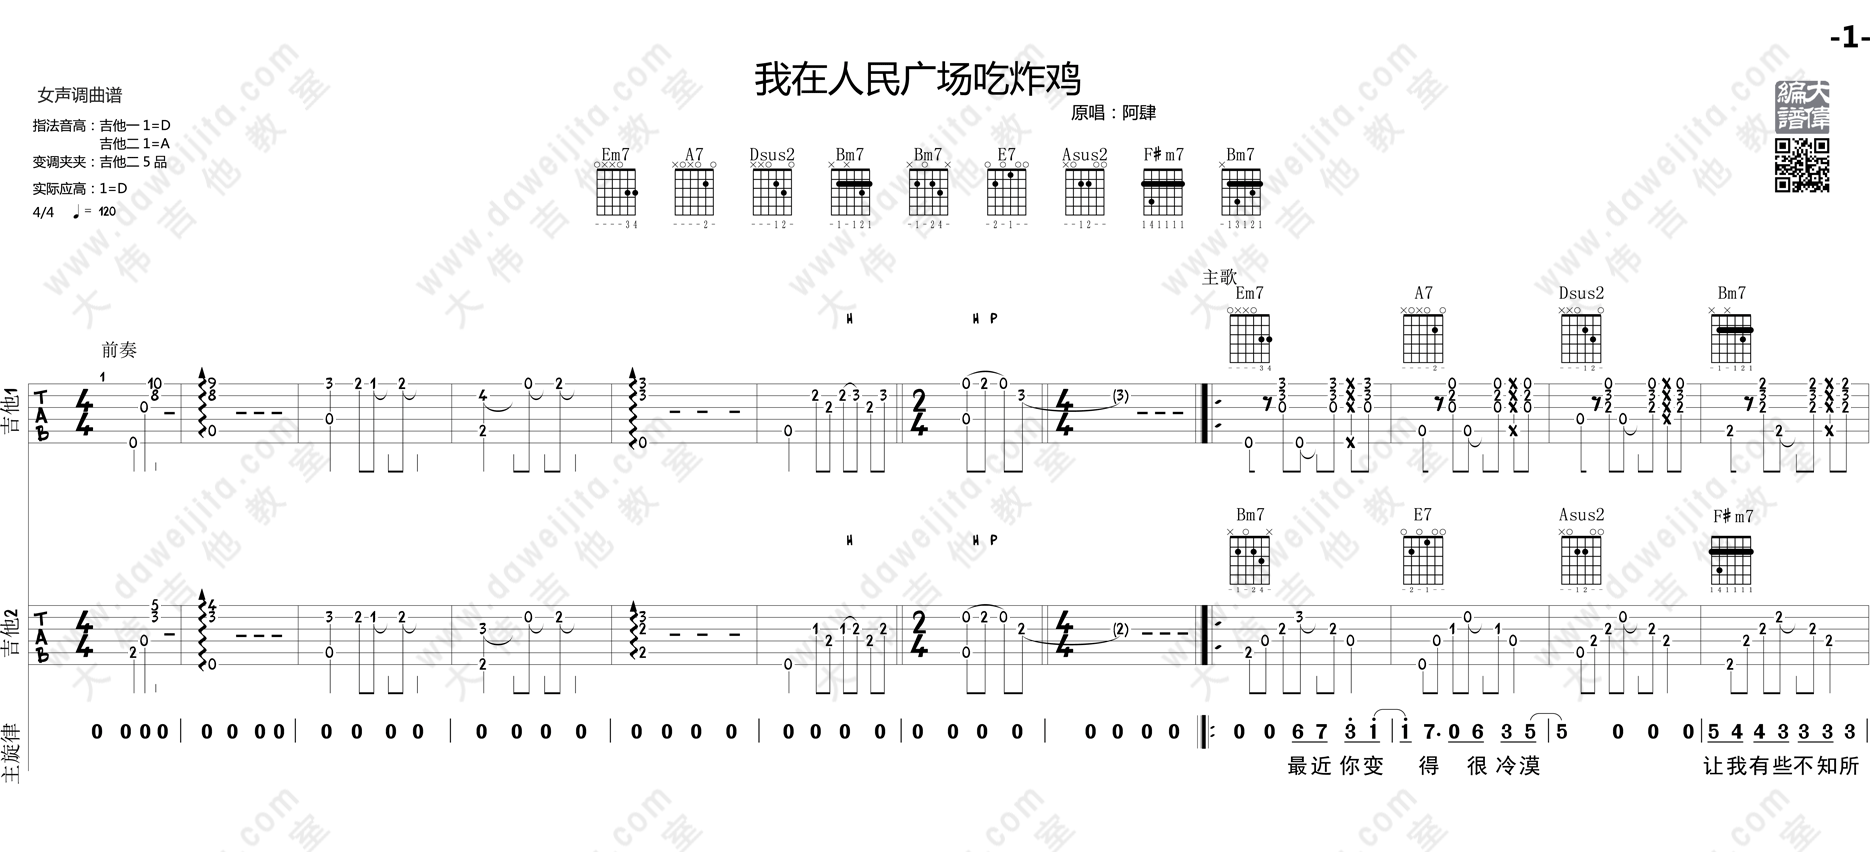 -1-
我在人民广场吃炸鸡
原唱：阿肆
大偉
編譜
女声调曲谱
指法音高：吉他一 1=D
吉他二 1=A
变调夹夹：吉他二 5 品
实际应高：1=D
4/4 ♩= 120
Em7 A7 Dsus2 Bm7 Bm7 E7 Asus2 F#m7 Bm7
主歌
Em7 A7 Dsus2 Bm7
H H P
前奏
吉他1
Bm7 E7 Asus2 F#m7
H H P
吉他2
主旋律
0 0 0 0 | 0 0 0 0 | 0 0 0 0 | 0 0 0 0 | 0 0 0 0 | 0 0 0 0 | 0 0 | 0 0 0 0 | 0 0 6 7 3 1 | 1 7. 0 6 3 5 | 5 0 0 0 | 5 4 4 3 3 3 3 |
最近你变 得 很冷漠 让我有些不知所
www.daweijita.com
大伟吉他教室